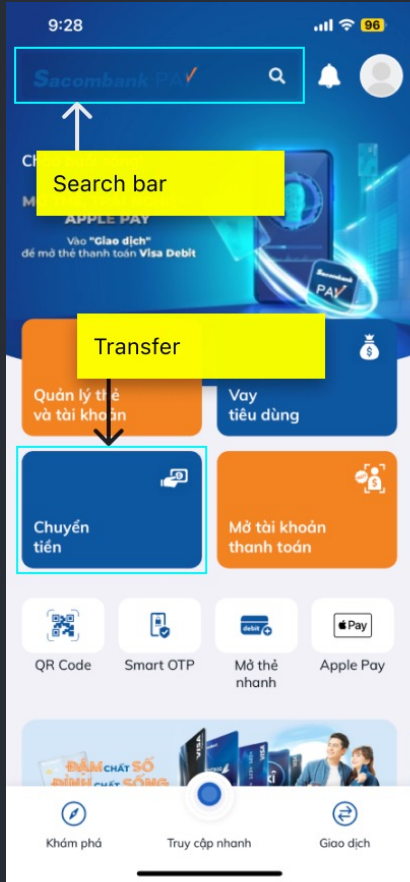 9:28
96
Sacombank PAY
Search bar
APPLE PAY
Vào "Giao dịch"
để mở thẻ thanh toán Visa Debit
Sacombank
PAY
Transfer
Quản lý thẻ
và tài khoản
Vay
tiêu dùng
Chuyển
tiền
Mở tài khoản
thanh toán
debit
Pay
QR Code
Smart OTP
Mở thẻ
nhanh
Apple Pay
ĐẬM CHẤT SỐ
ĐỈNH CHẤT SỐNG
VISA
Khám phá
Truy cập nhanh
Giao dịch